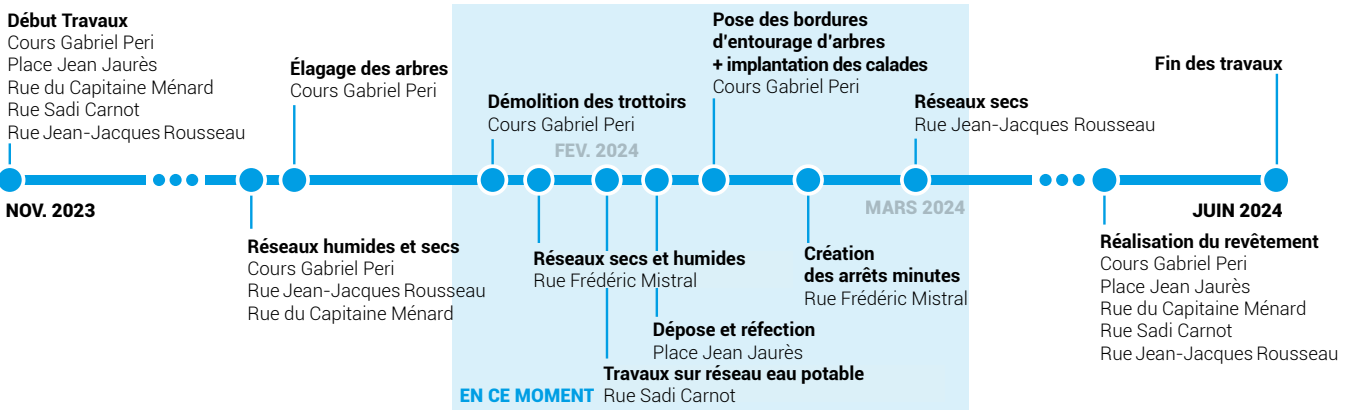 Début Travaux
Cours Gabriel Peri
Place Jean Jaurès
Rue du Capitaine Ménard
Rue Sadi Carnot
Rue Jean-Jacques Rousseau
NOV. 2023
Réseaux humides et secs
Cours Gabriel Peri
Rue Jean-Jacques Rousseau
Rue du Capitaine Ménard
Élagage des arbres
Cours Gabriel Peri
Démolition des trottoirs
Cours Gabriel Peri
FEV. 2024
Réseaux secs et humides
Rue Frédéric Mistral
Travaux sur réseau eau potable
Rue Sadi Carnot
Dépose et réfection
Place Jean Jaurès
EN CE MOMENT
Pose des bordures
d'entourage d'arbres
+ implantation des calades
Cours Gabriel Peri
Création
des arrêts minutes
Rue Frédéric Mistral
Réseaux secs
Rue Jean-Jacques Rousseau
MARS 2024
Réalisation du revêtement
Cours Gabriel Peri
Place Jean Jaurès
Rue du Capitaine Ménard
Rue Sadi Carnot
Rue Jean-Jacques Rousseau
Fin des travaux
JUIN 2024